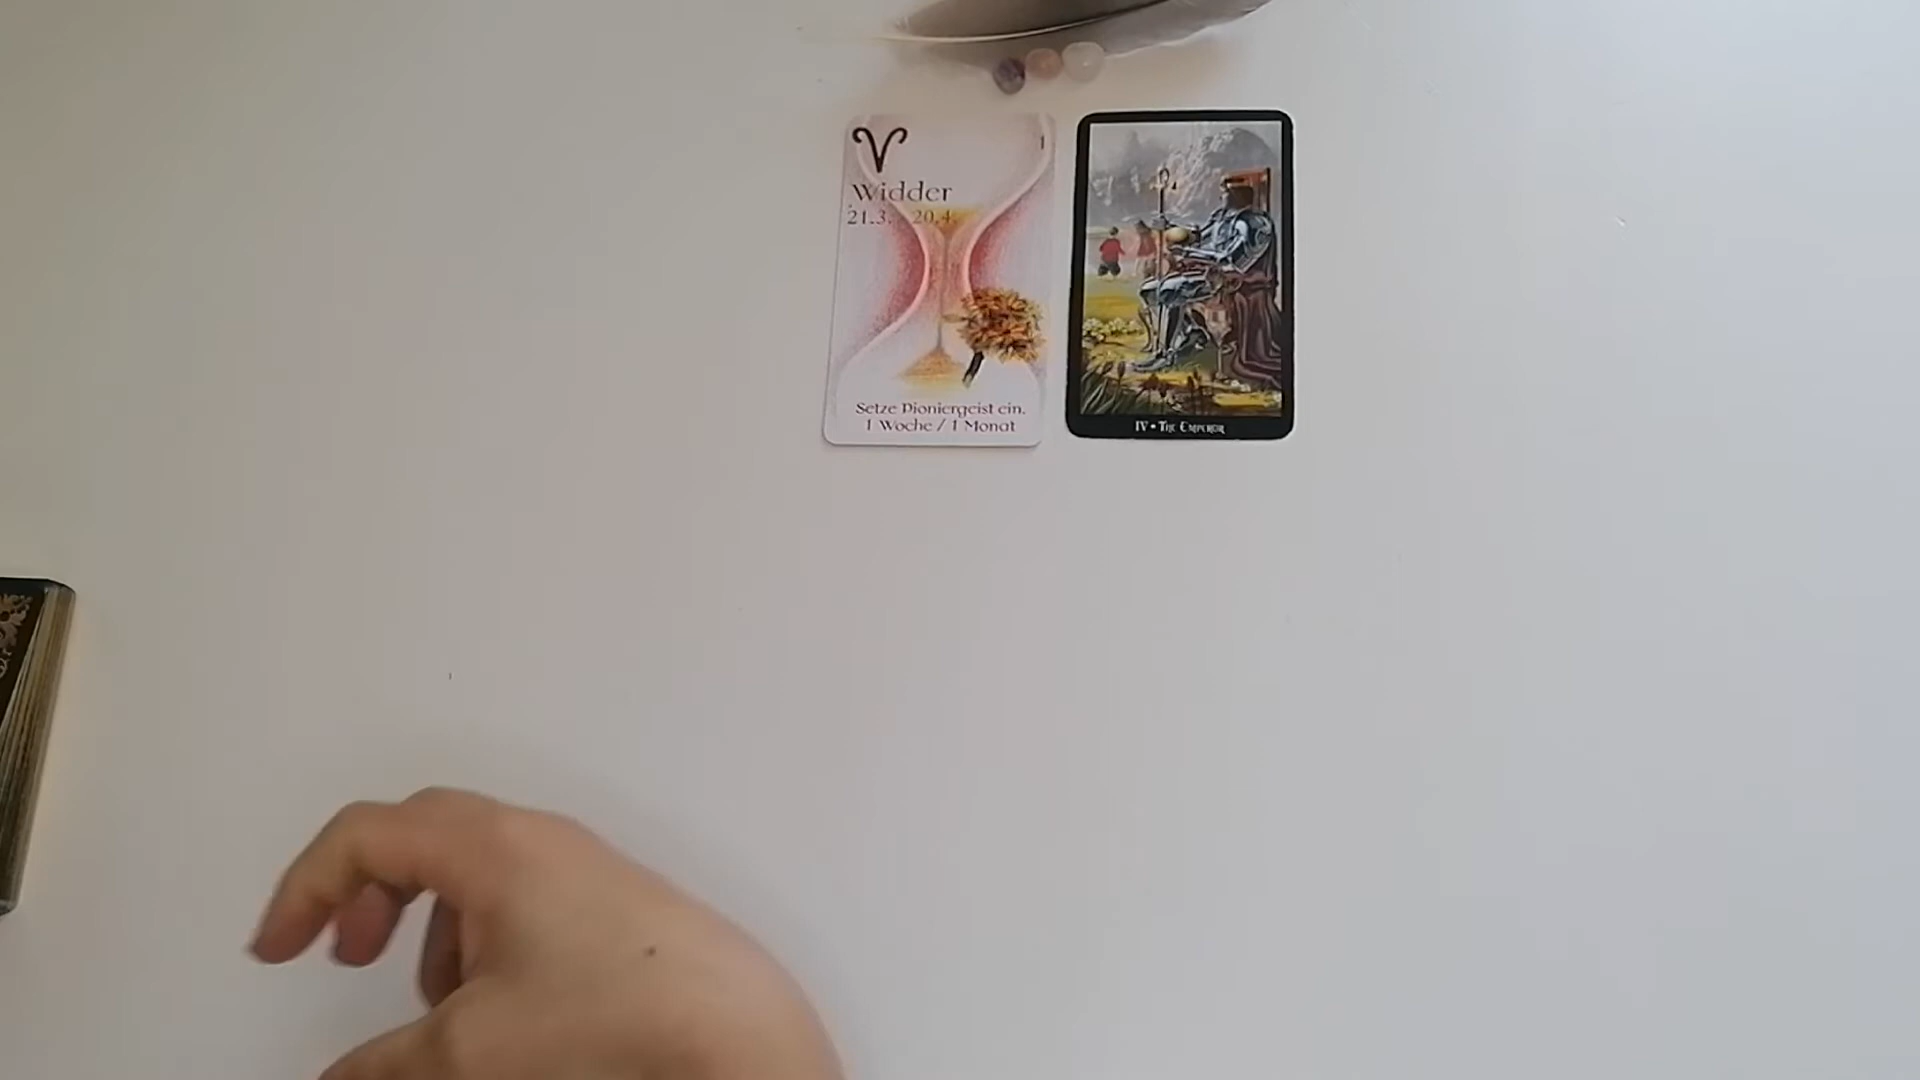 1
Widder
21.3. - 20.4.
Setze Pioniergeist ein.
1 Woche / 1 Monat
IV • The Emperor